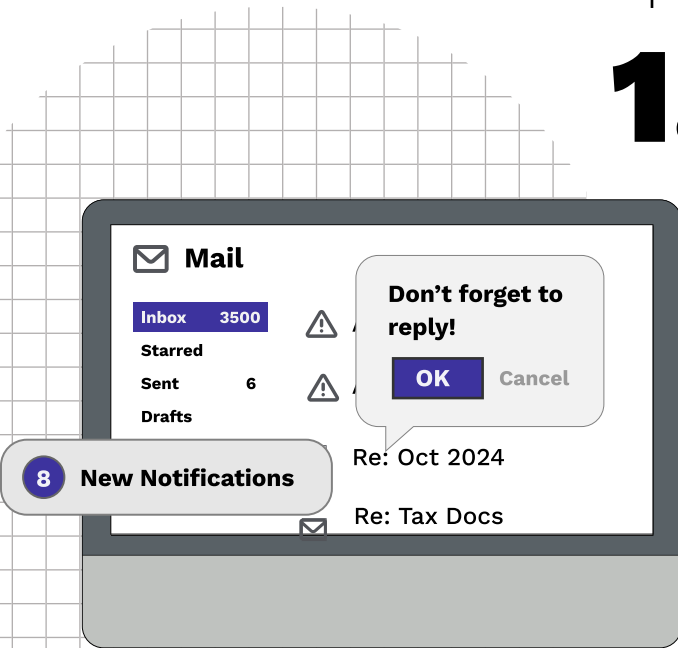 1
Mail
Don’t forget to
reply!
Inbox 3500
Starred
OK Cancel
Sent 6
Drafts
Re: Oct 2024
8 New Notifications
Re: Tax Docs